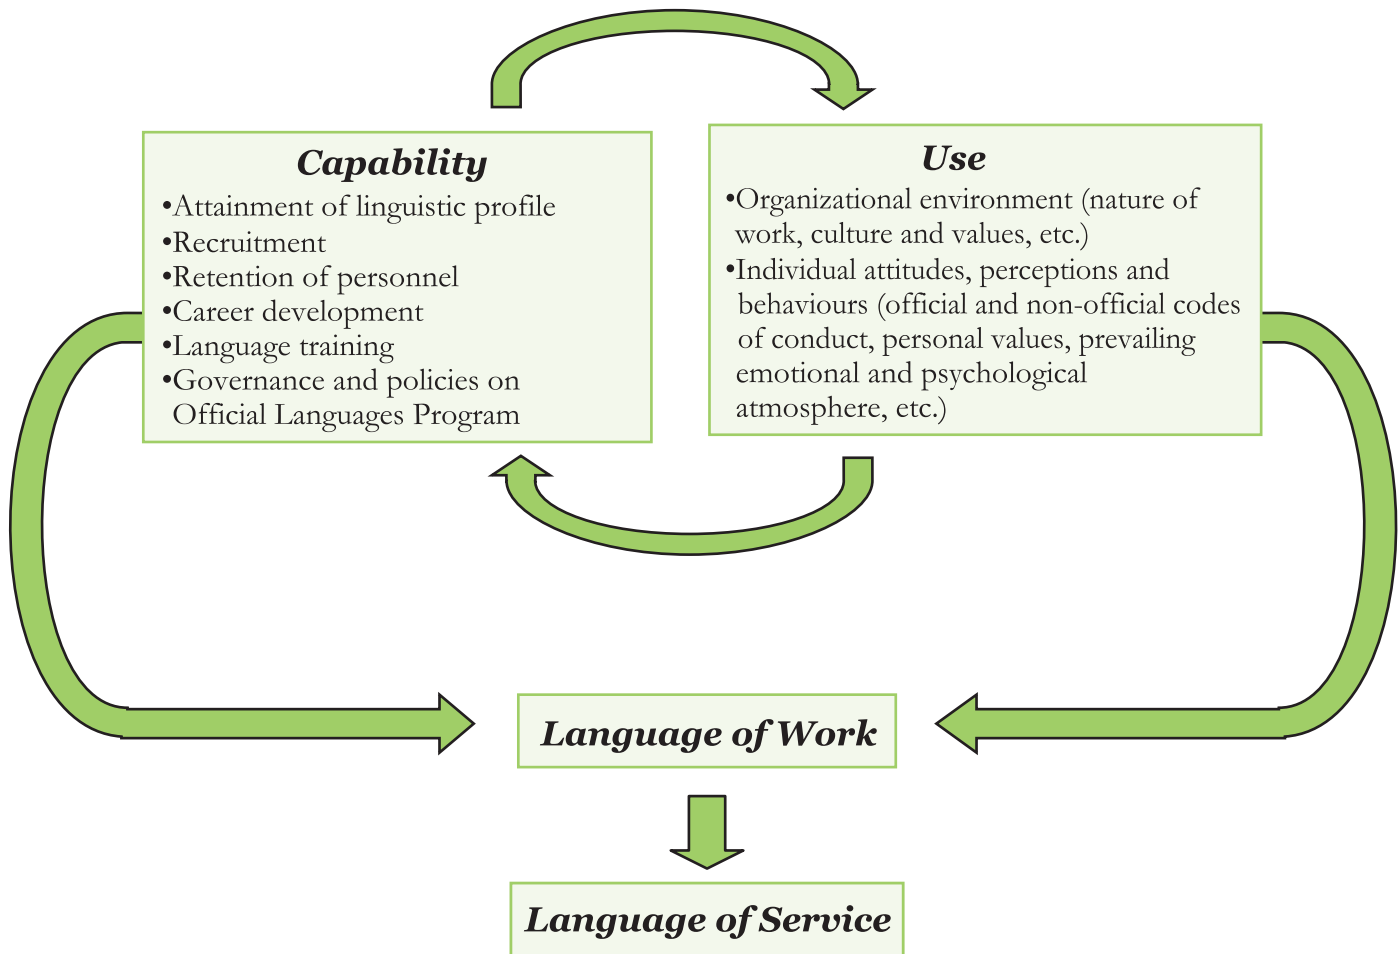 Capability
•Attainment of linguistic profile
•Recruitment
•Retention of personnel
•Career development
•Language training
•Governance and policies on
Official Languages Program
Use
•Organizational environment (nature of
work, culture and values, etc.)
•Individual attitudes, perceptions and
behaviours (official and non-official codes
of conduct, personal values, prevailing
emotional and psychological
atmosphere, etc.)
Language of Work
Language of Service